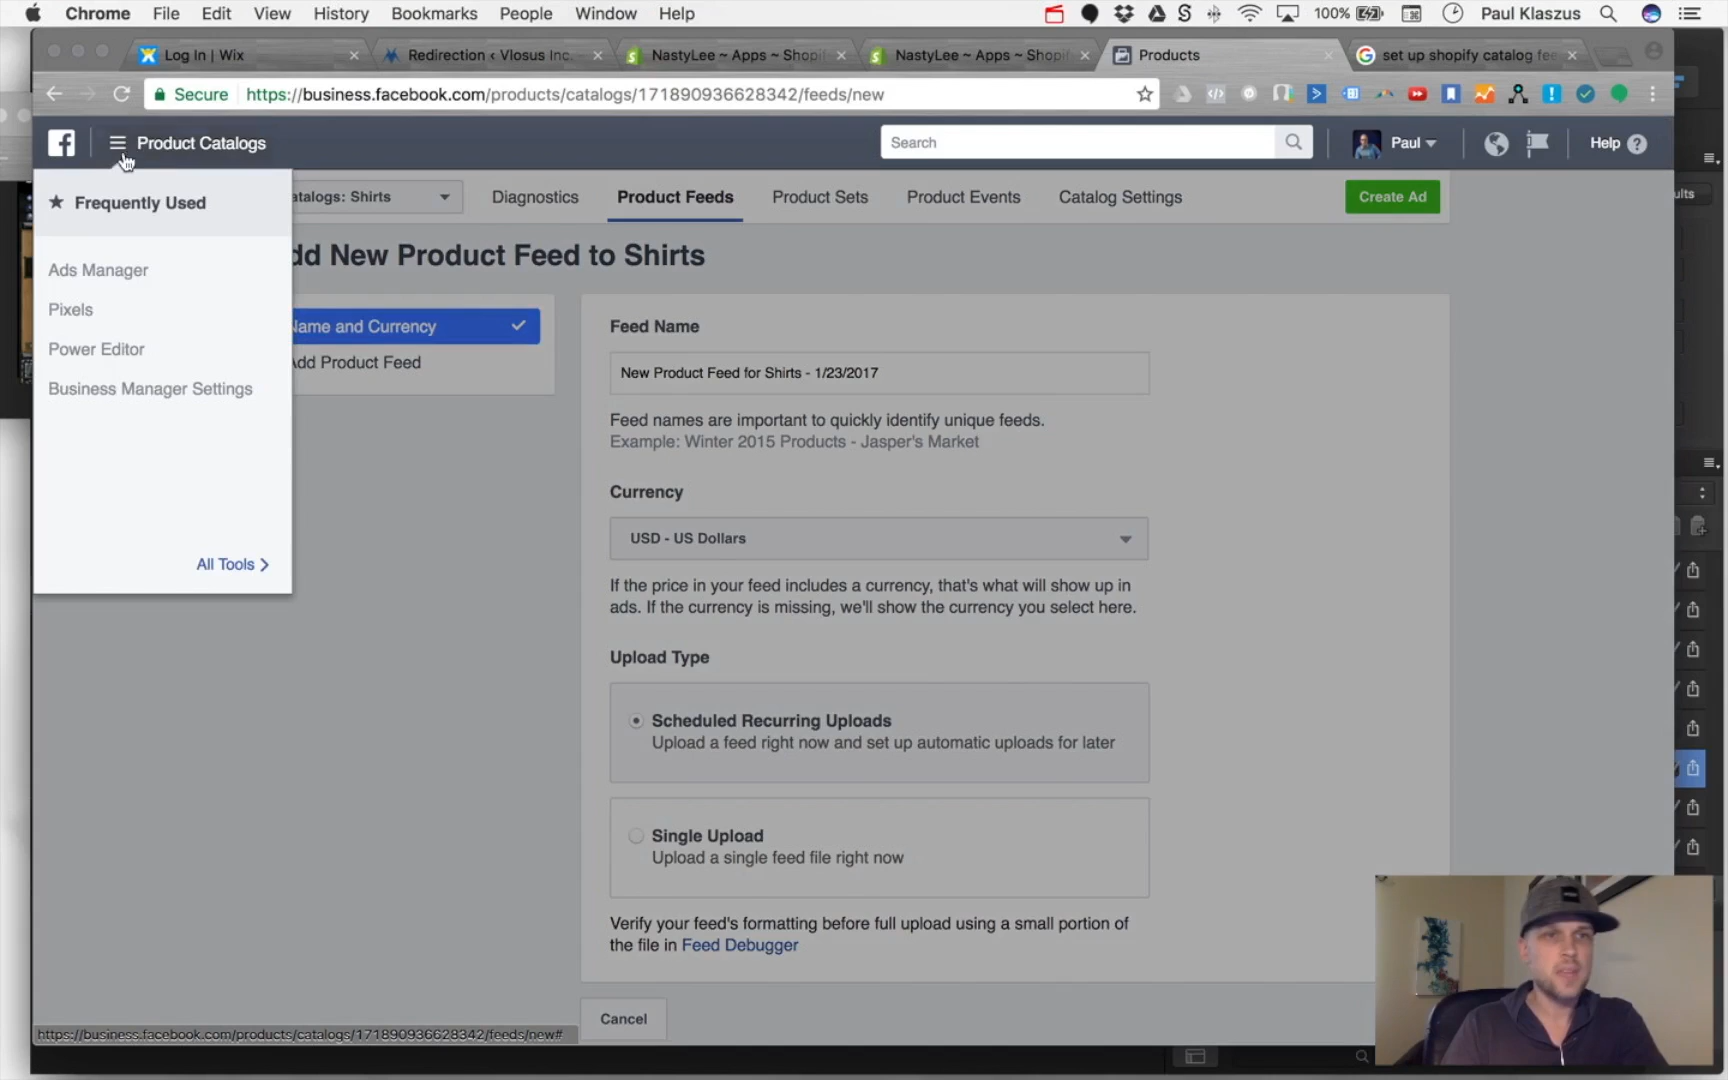 Chrome File Edit View History Bookmarks People Window Help 100% Paul Klaszus
Log In | Wix
Redirection < Vlosus Inc.
NastyLee ~ Apps ~ Shopif
NastyLee ~ Apps ~ Shopif
Products
set up shopify catalog fee
Secure https://business.facebook.com/products/catalogs/171890936628342/feeds/new
Product Catalogs Search Paul Help
Frequently Used
Ads Manager
Pixels
Power Editor
Business Manager Settings
All Tools
atalogs: Shirts Diagnostics Product Feeds Product Sets Product Events Catalog Settings Create Ad
dd New Product Feed to Shirts
Name and Currency
Add Product Feed
Feed Name
New Product Feed for Shirts - 1/23/2017
Feed names are important to quickly identify unique feeds.
Example: Winter 2015 Products - Jasper's Market
Currency
USD - US Dollars
If the price in your feed includes a currency, that's what will show up in
ads. If the currency is missing, we'll show the currency you select here.
Upload Type
Scheduled Recurring Uploads
Upload a feed right now and set up automatic uploads for later
Single Upload
Upload a single feed file right now
Verify your feed's formatting before full upload using a small portion of
the file in Feed Debugger
Cancel
https://business.facebook.com/products/catalogs/171890936628342/feeds/new#
ults